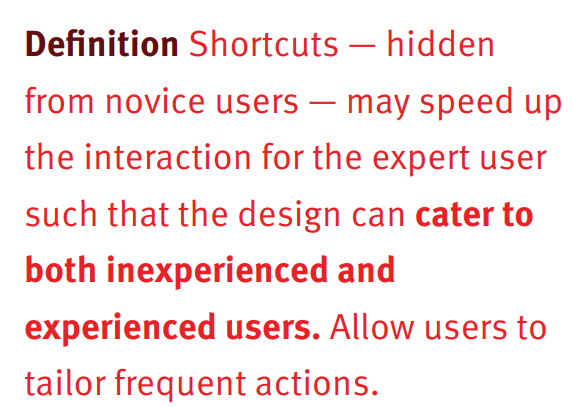 Definition Shortcuts — hidden
from novice users — may speed up
the interaction for the expert user
such that the design can cater to
both inexperienced and
experienced users. Allow users to
tailor frequent actions.